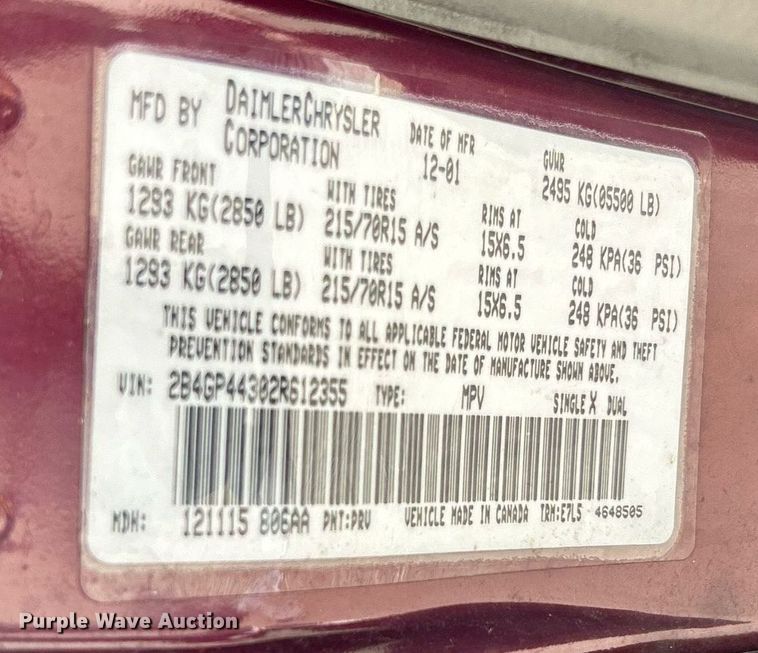 MFD BY DAIMLERCHRYSLER CORPORATION
DATE OF MFR 12-01
GVWR 2495 KG(05500 LB)
GAWR FRONT WITH TIRES RIMS AT COLD
1293 KG(2850 LB) 215/70R15 A/S 15X6.5 248 KPA(36 PSI)
GAWR REAR WITH TIRES RIMS AT COLD
1293 KG(2850 LB) 215/70R15 A/S 15X6.5 248 KPA(36 PSI)
THIS VEHICLE CONFORMS TO ALL APPLICABLE FEDERAL MOTOR VEHICLE SAFETY AND THEFT
PREVENTION STANDARDS IN EFFECT ON THE DATE OF MANUFACTURE SHOWN ABOVE.
VIN: 2B4GP44302R612355 TYPE: MPV SINGLE X DUAL
MDH: 121115 806AA PNT:PRV VEHICLE MADE IN CANADA TRM:E7L5 4648505
Purple Wave Auction